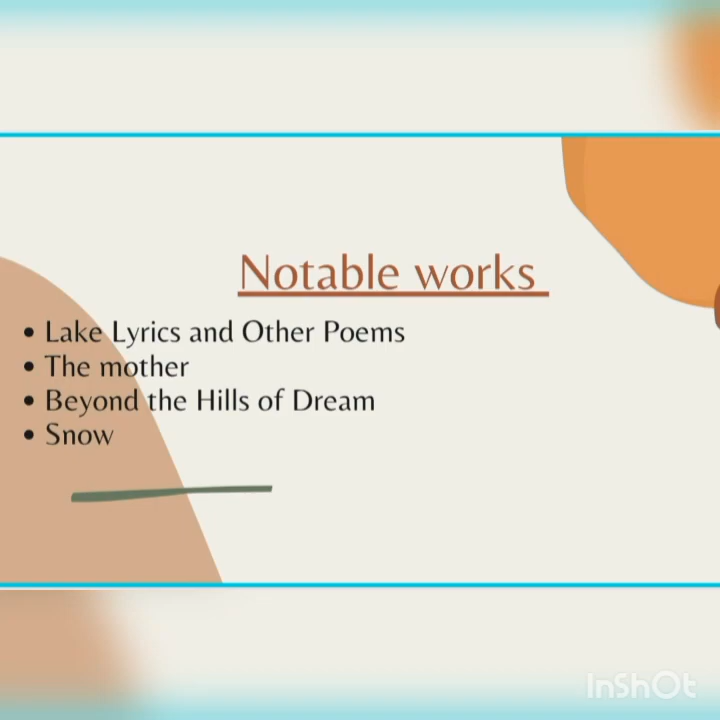 Notable works
• Lake Lyrics and Other Poems
• The mother
• Beyond the Hills of Dream
• Snow
InShOt